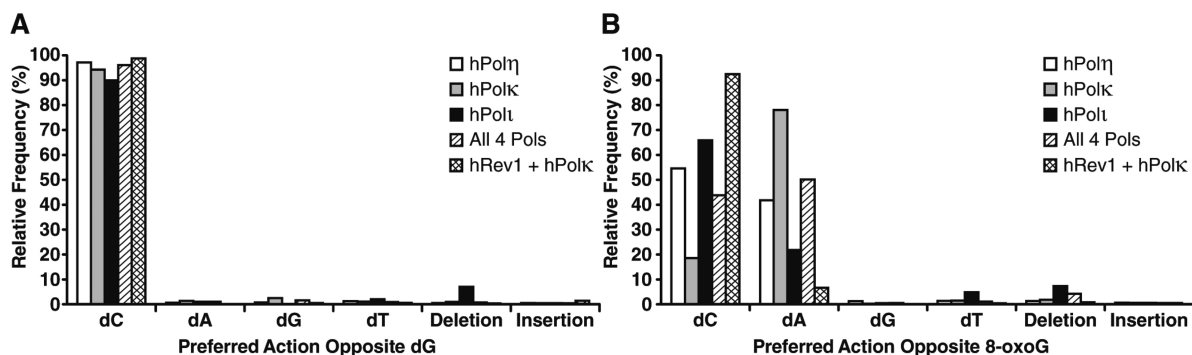 A
Relative Frequency (%)
100
90
80
70
60
50
40
30
20
10
0
hPolη
hPolκ
hPolι
All 4 Pols
hRev1 + hPolκ
dC dA dG dT Deletion Insertion
Preferred Action Opposite dG
B
Relative Frequency (%)
100
90
80
70
60
50
40
30
20
10
0
hPolη
hPolκ
hPolι
All 4 Pols
hRev1 + hPolκ
dC dA dG dT Deletion Insertion
Preferred Action Opposite 8-oxoG